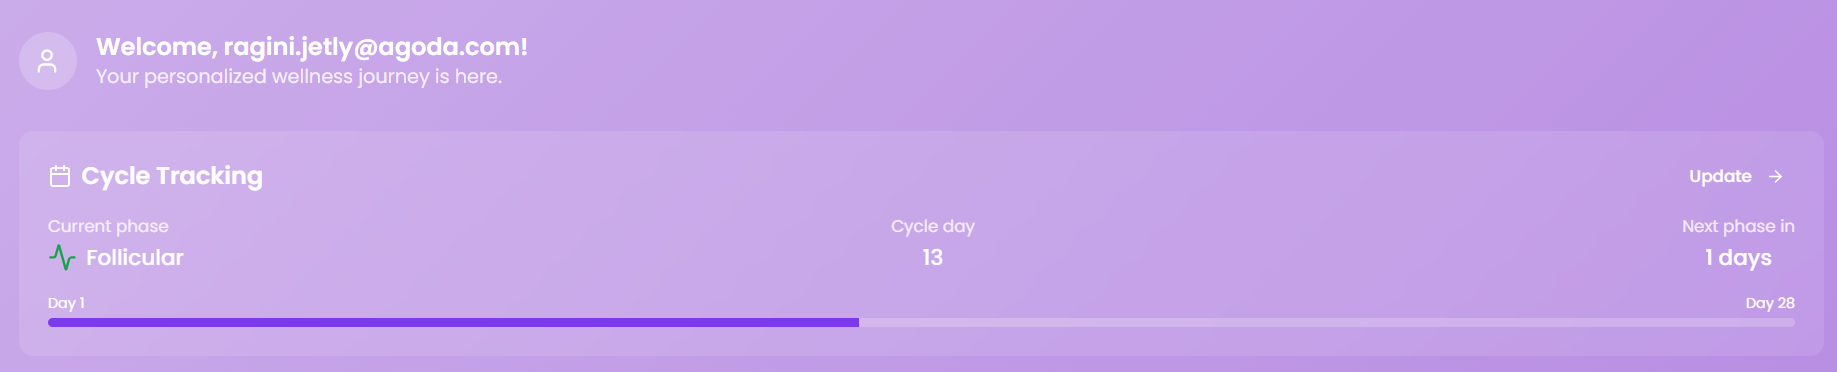 Welcome, ragini.jetly@agoda.com!
Your personalized wellness journey is here.
Cycle Tracking
Update
Current phase
Cycle day
Next phase in
Follicular
13
1 days
Day 1
Day 28